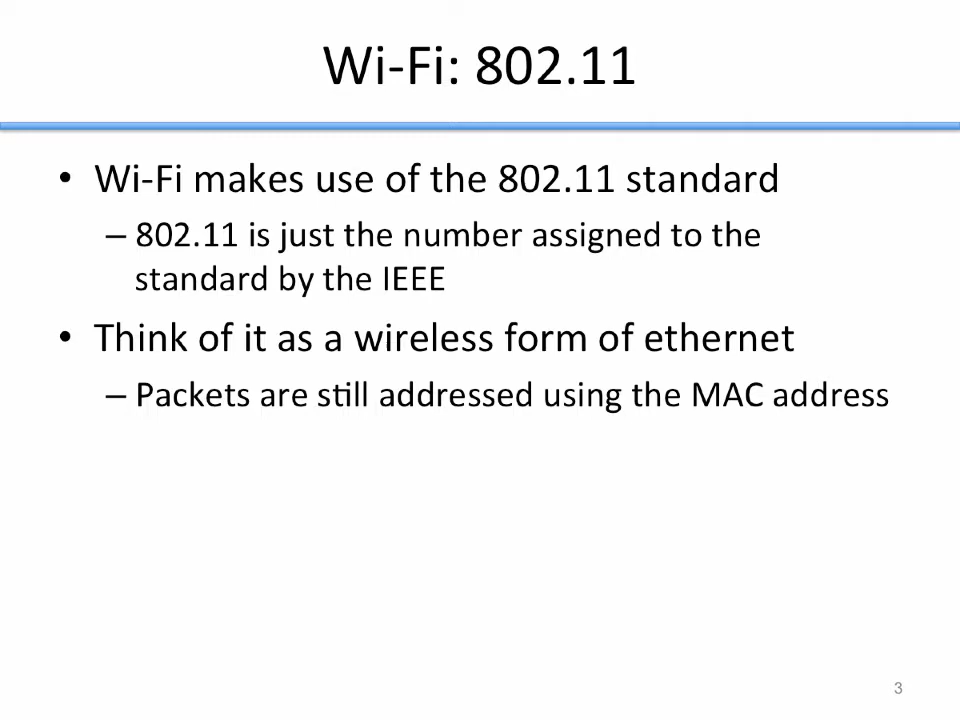 Wi-Fi: 802.11
• Wi-Fi makes use of the 802.11 standard
– 802.11 is just the number assigned to the
standard by the IEEE
• Think of it as a wireless form of ethernet
– Packets are still addressed using the MAC address
3